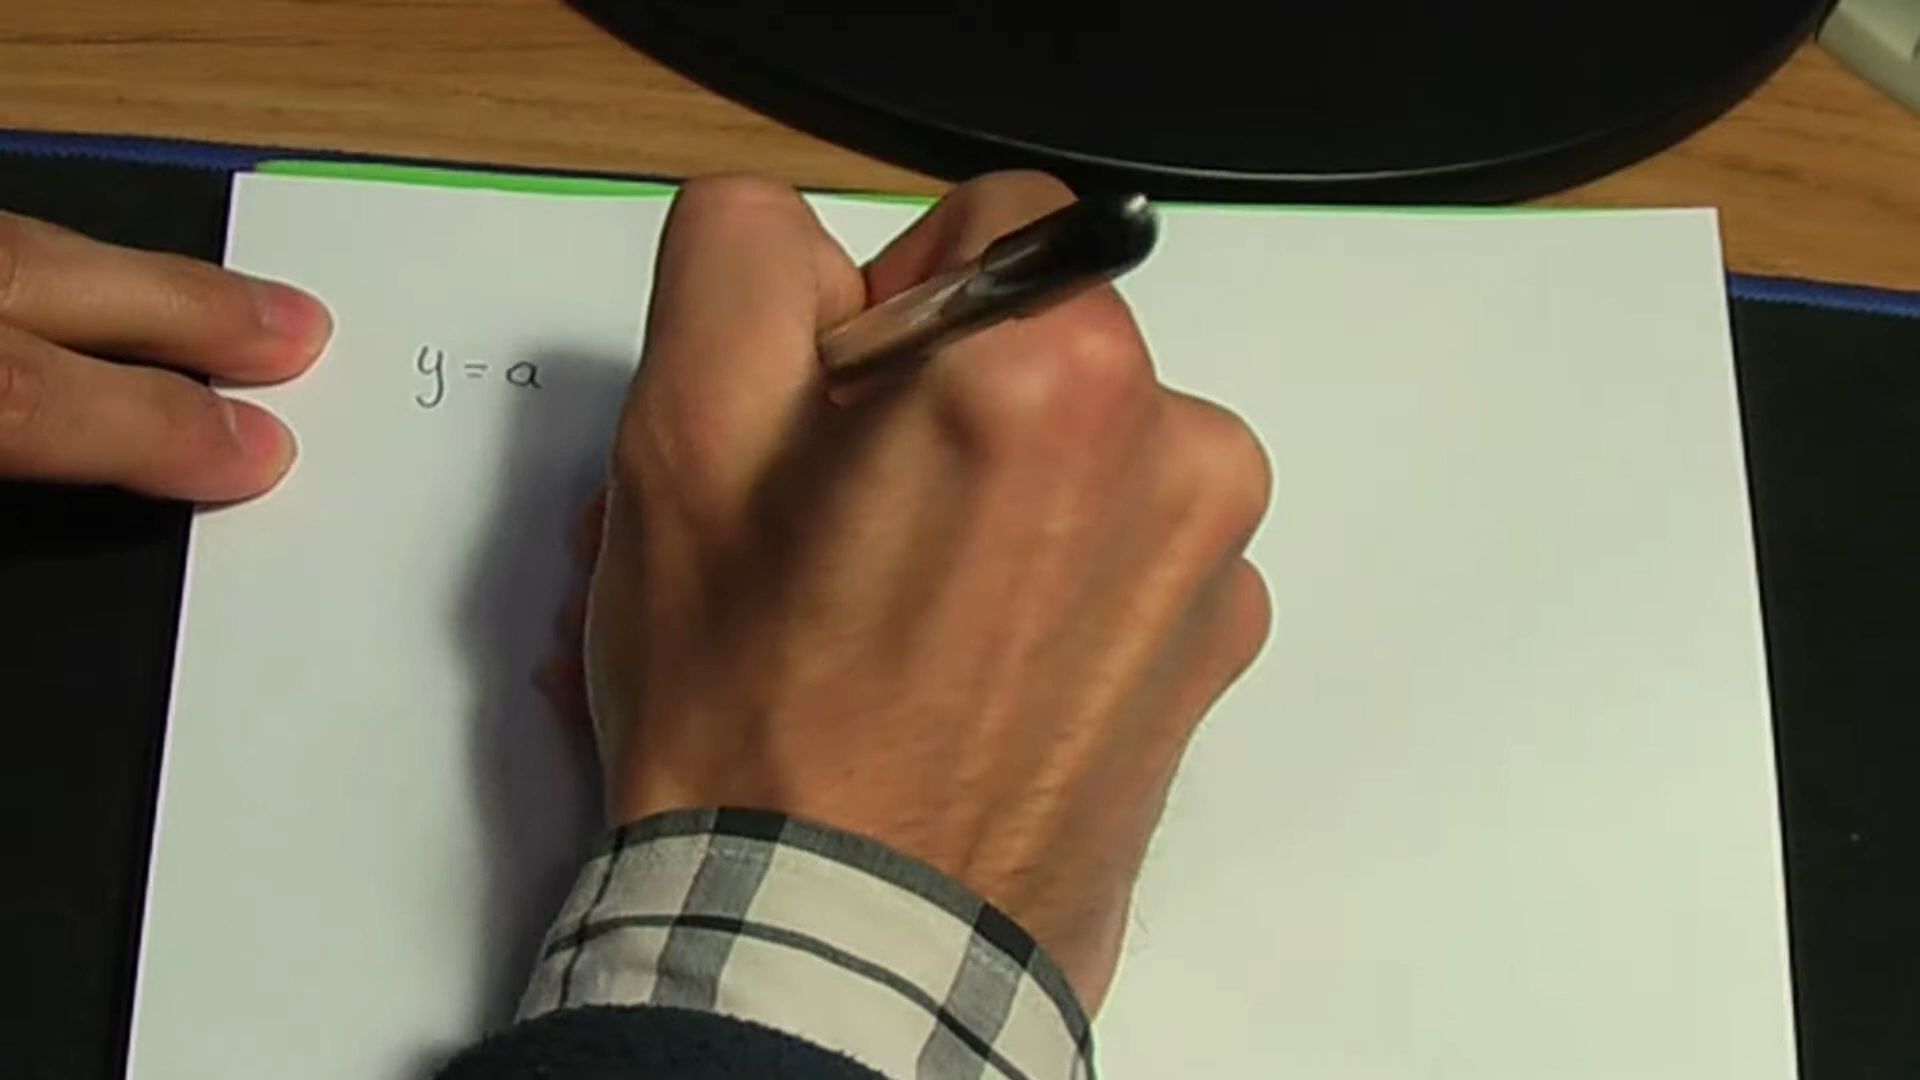 y = a